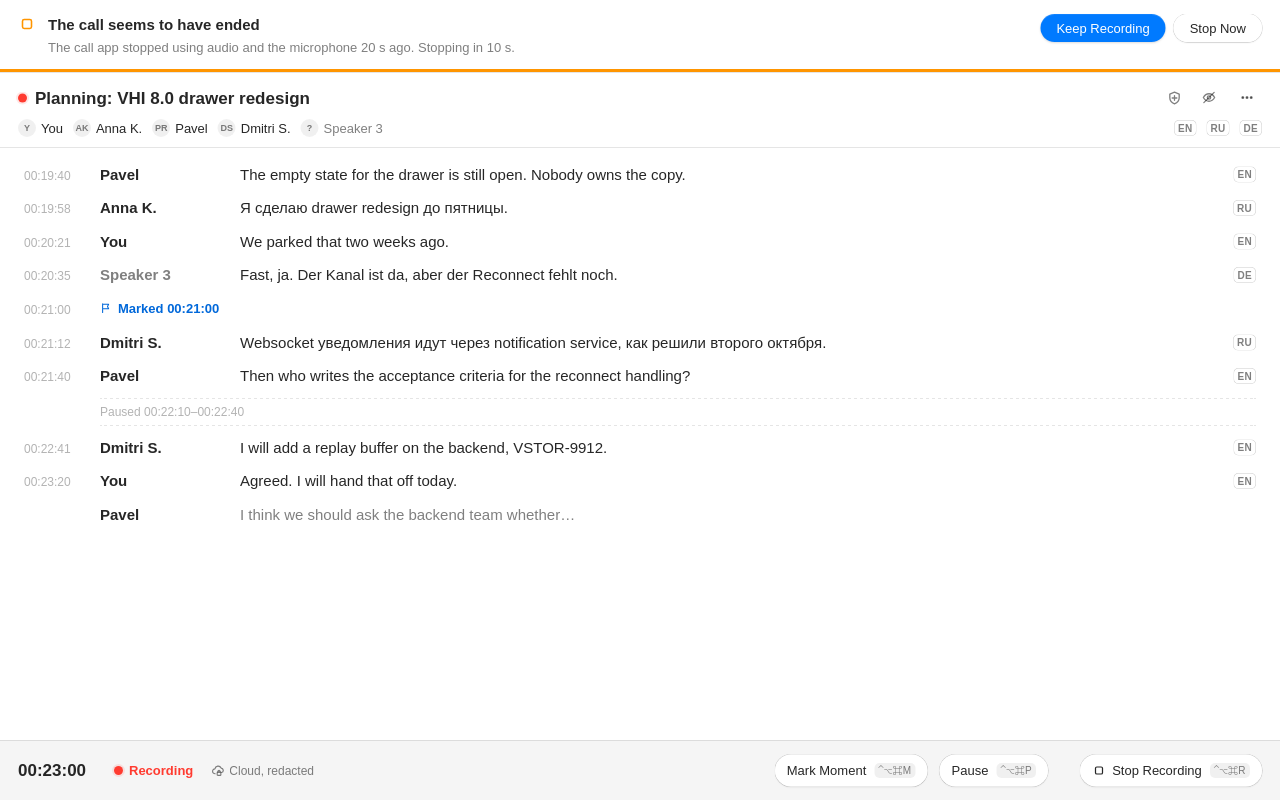 The call seems to have ended
The call app stopped using audio and the microphone 20 s ago. Stopping in 10 s.
Keep Recording
Stop Now
Planning: VHI 8.0 drawer redesign
Y You AK Anna K. PR Pavel DS Dmitri S. ? Speaker 3 EN RU DE
00:19:40 Pavel The empty state for the drawer is still open. Nobody owns the copy. EN
00:19:58 Anna K. Я сделаю drawer redesign до пятницы. RU
00:20:21 You We parked that two weeks ago. EN
00:20:35 Speaker 3 Fast, ja. Der Kanal ist da, aber der Reconnect fehlt noch. DE
00:21:00 Marked 00:21:00
00:21:12 Dmitri S. Websocket уведомления идут через notification service, как решили второго октября. RU
00:21:40 Pavel Then who writes the acceptance criteria for the reconnect handling? EN
Paused 00:22:10–00:22:40
00:22:41 Dmitri S. I will add a replay buffer on the backend, VSTOR-9912. EN
00:23:20 You Agreed. I will hand that off today. EN
Pavel I think we should ask the backend team whether…
00:23:00 Recording Cloud, redacted Mark Moment ^⌥⌘M Pause ^⌥⌘P Stop Recording ^⌥⌘R